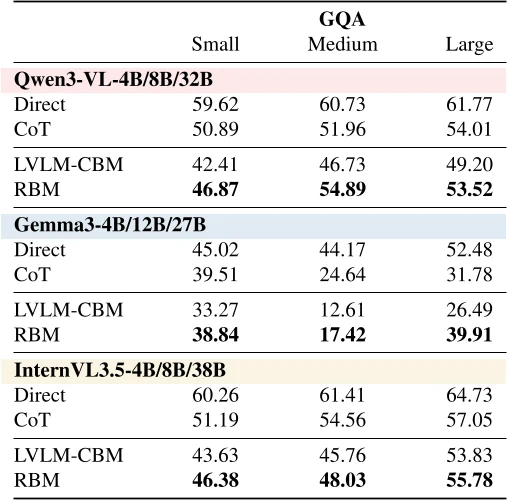 GQA
Small Medium Large
Qwen3-VL-4B/8B/32B
Direct 59.62 60.73 61.77
CoT 50.89 51.96 54.01
LVLM-CBM 42.41 46.73 49.20
RBM 46.87 54.89 53.52
Gemma3-4B/12B/27B
Direct 45.02 44.17 52.48
CoT 39.51 24.64 31.78
LVLM-CBM 33.27 12.61 26.49
RBM 38.84 17.42 39.91
InternVL3.5-4B/8B/38B
Direct 60.26 61.41 64.73
CoT 51.19 54.56 57.05
LVLM-CBM 43.63 45.76 53.83
RBM 46.38 48.03 55.78